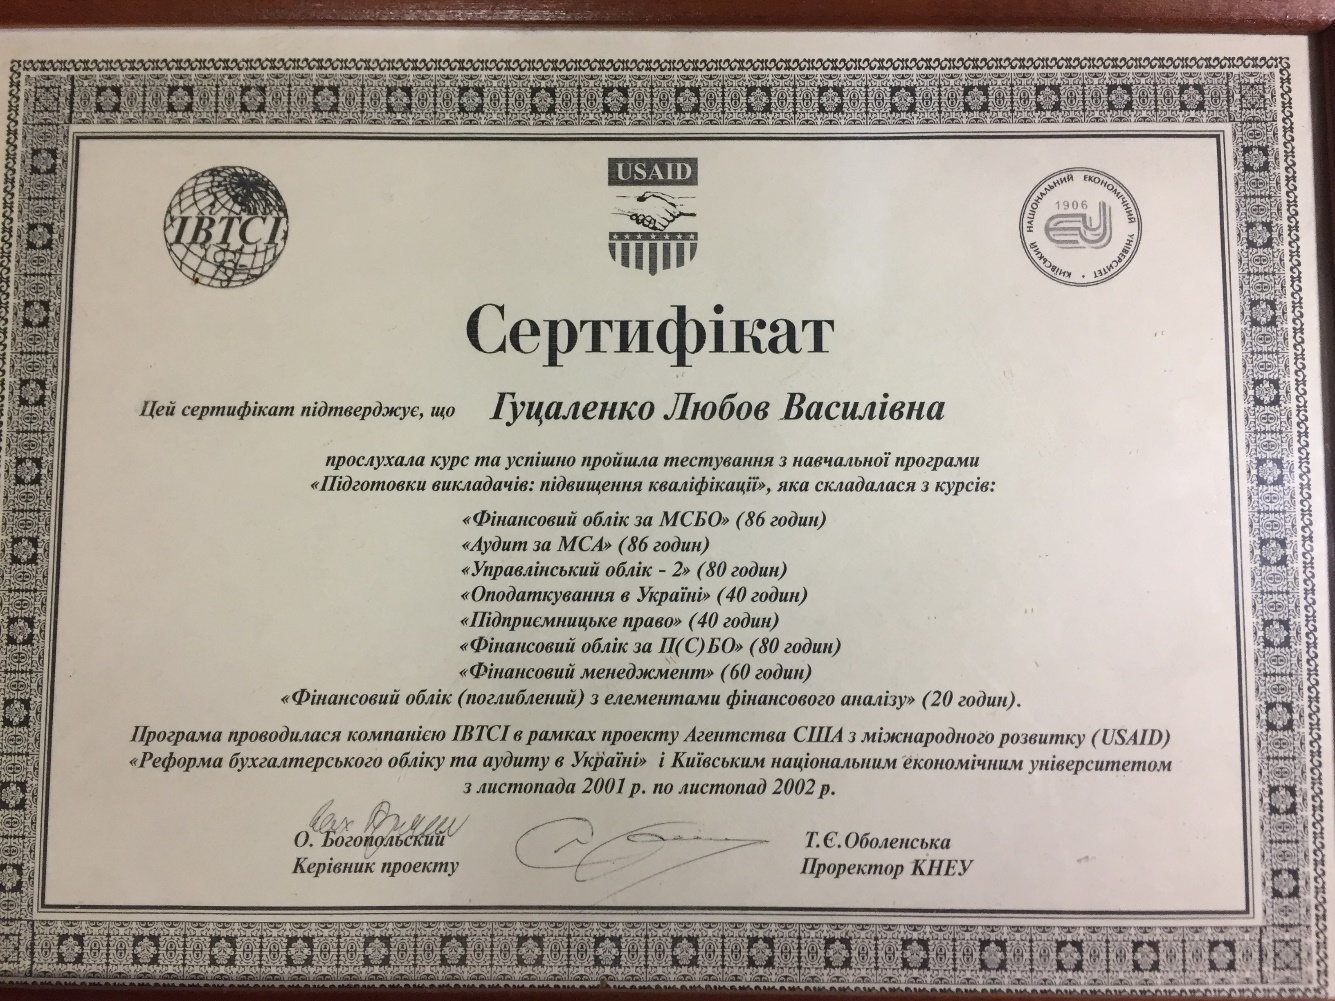 IBTCI
USAID
КИЇВСЬКИЙ НАЦІОНАЛЬНИЙ ЕКОНОМІЧНИЙ УНІВЕРСИТЕТ
1906
Сертифікат
Цей сертифікат підтверджує, що Гуцаленко Любов Василівна
прослухала курс та успішно пройшла тестування з навчальної програми
«Підготовки викладачів: підвищення кваліфікації», яка складалася з курсів:
«Фінансовий облік за МСБО» (86 годин)
«Аудит за МСА» (86 годин)
«Управлінський облік - 2» (80 годин)
«Оподаткування в Україні» (40 годин)
«Підприємницьке право» (40 годин)
«Фінансовий облік за П(С)БО» (80 годин)
«Фінансовий менеджмент» (60 годин)
«Фінансовий облік (поглиблений) з елементами фінансового аналізу» (20 годин).
Програма проводилася компанією IBTCI в рамках проекту Агентства США з міжнародного розвитку (USAID)
«Реформа бухгалтерського обліку та аудиту в Україні» і Київським національним економічним університетом
з листопада 2001 р. по листопад 2002 р.
О. Богопольский
Керівник проекту
Т.Є.Оболенська
Проректор КНЕУ